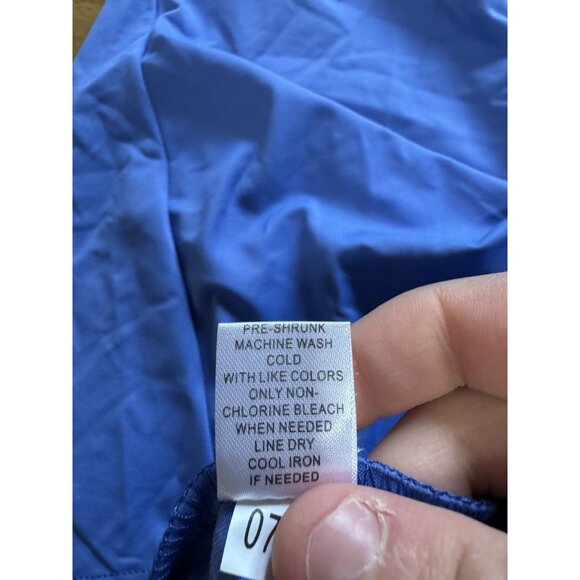 PRE-SHRUNK
MACHINE WASH
COLD
WITH LIKE COLORS
ONLY NON-
CHLORINE BLEACH
WHEN NEEDED
LINE DRY
COOL IRON
IF NEEDED
07